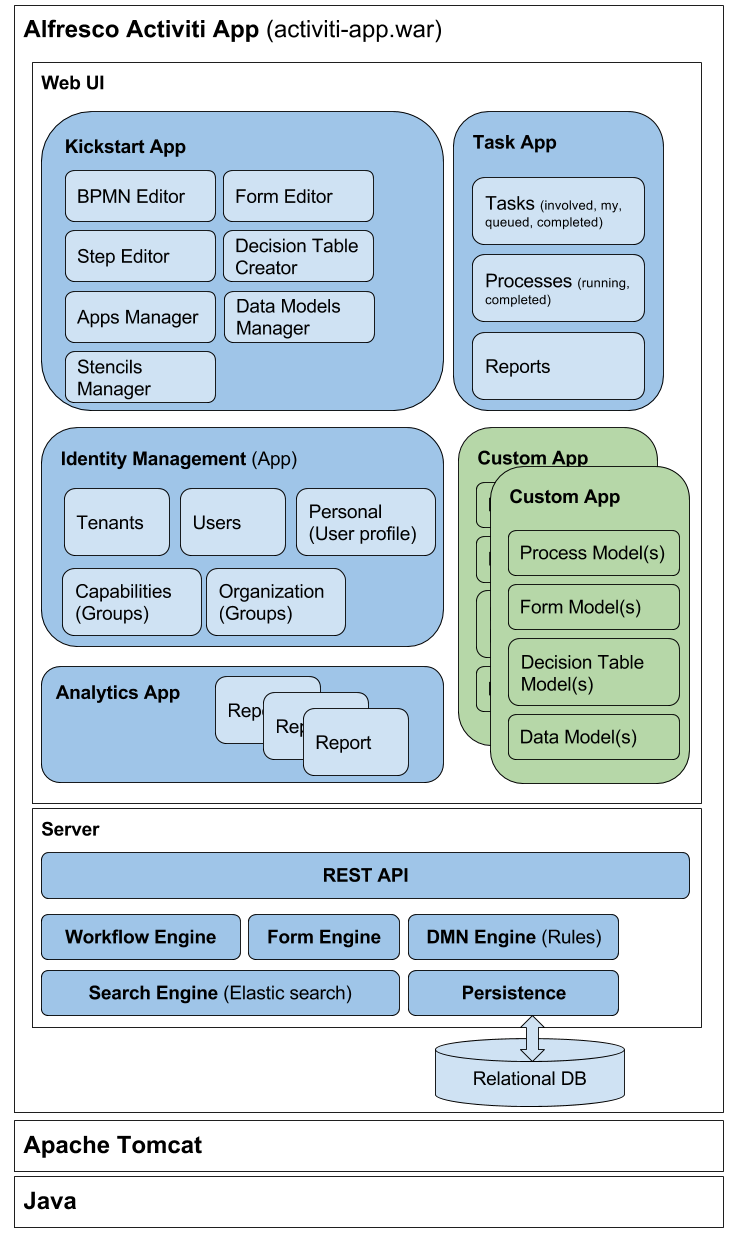 Alfresco Activiti App (activiti-app.war)
Web UI
Kickstart App
BPMN Editor
Form Editor
Step Editor
Decision Table
Creator
Apps Manager
Data Models
Manager
Stencils
Manager
Task App
Tasks (involved, my,
queued, completed)
Processes (running,
completed)
Reports
Identity Management (App)
Tenants
Users
Personal
(User profile)
Capabilities
(Groups)
Organization
(Groups)
Custom App
Custom App
Process Model(s)
Form Model(s)
Decision Table
Model(s)
Data Model(s)
Analytics App
Report
Server
REST API
Workflow Engine
Form Engine
DMN Engine (Rules)
Search Engine (Elastic search)
Persistence
Relational DB
Apache Tomcat
Java